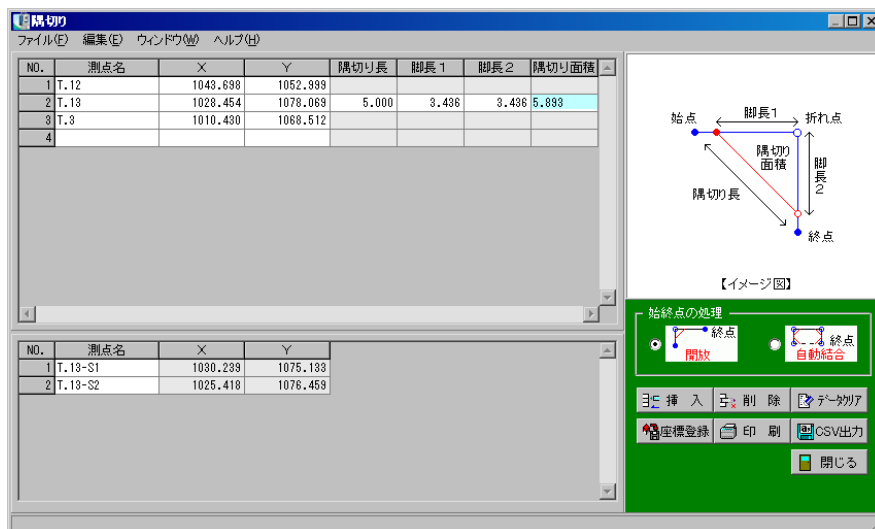 隅切り
ファイル(F) 編集(E) ウィンドウ(W) ヘルプ(H)
NO. 測点名 X Y 隅切り長 脚長1 脚長2 隅切り面積
1 T.12 1043.698 1052.999
2 T.13 1028.454 1078.069 5.000 3.436 3.436 5.893
3 T.3 1010.430 1068.512
4
始点 脚長1 折れ点
隅切り
面積
脚長2
隅切り長
終点
【イメージ図】
始終点の処理
終点
開放
終点
自動結合
NO. 測点名 X Y
1 T.13-S1 1030.239 1075.133
2 T.13-S2 1025.418 1076.459
挿 入 削 除 データクリア
座標登録 印 刷 CSV出力
閉じる